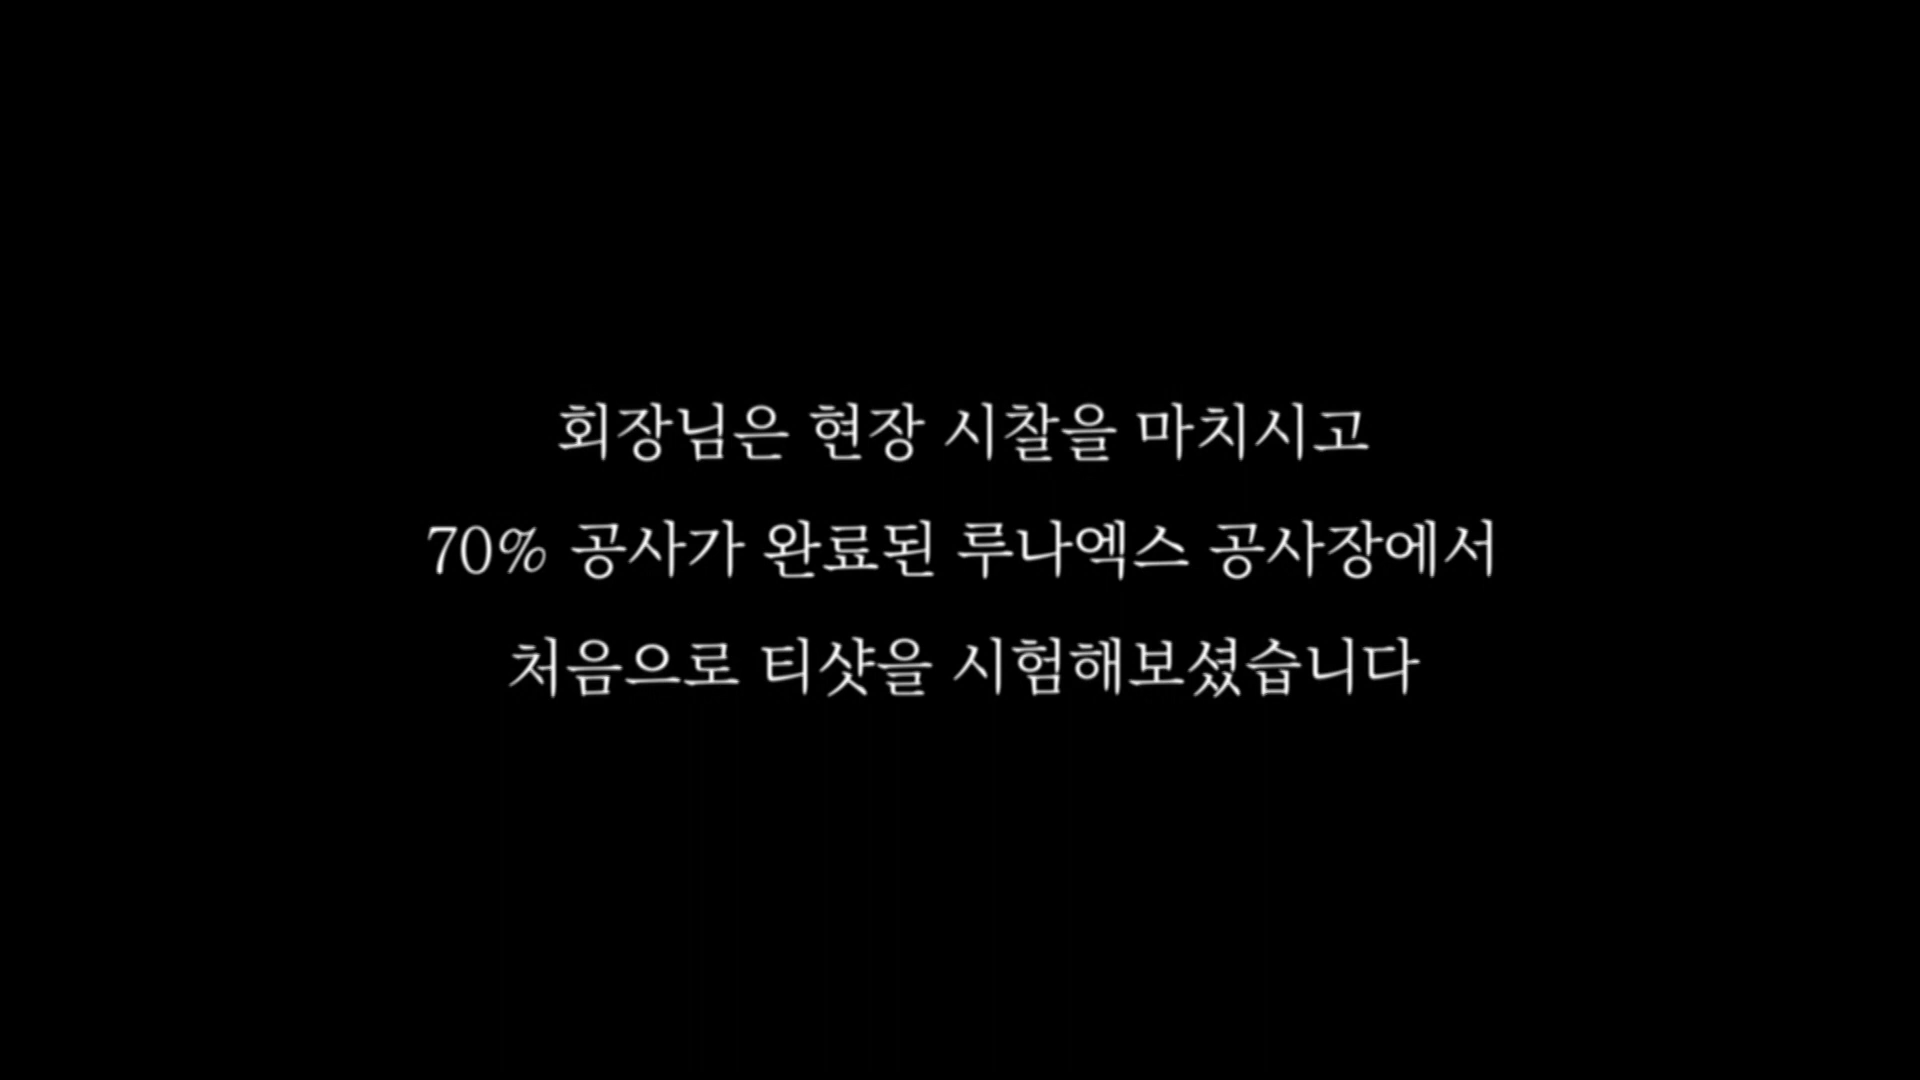 회장님은 현장 시찰을 마치시고
70% 공사가 완료된 루나엑스 공사장에서
처음으로 티샷을 시험해보셨습니다